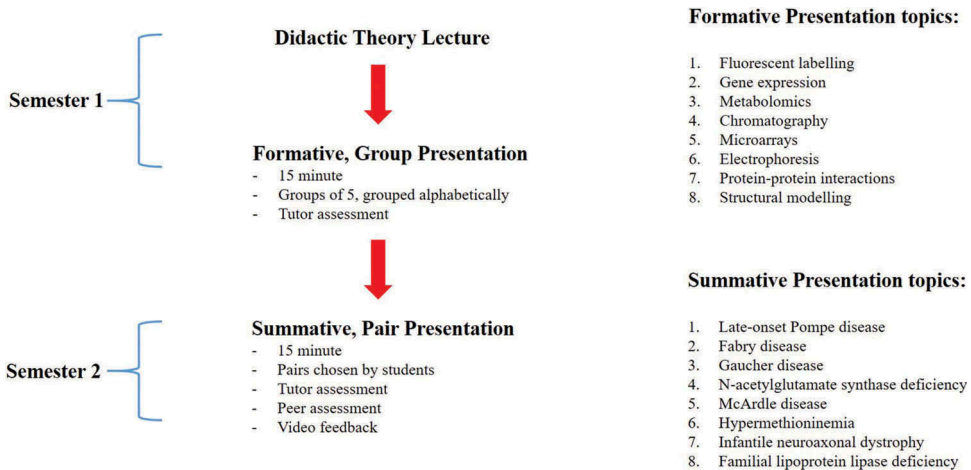 Semester 1
Didactic Theory Lecture
Formative, Group Presentation
- 15 minute
- Groups of 5, grouped alphabetically
- Tutor assessment
Semester 2
Summative, Pair Presentation
- 15 minute
- Pairs chosen by students
- Tutor assessment
- Peer assessment
- Video feedback
Formative Presentation topics:
1. Fluorescent labelling
2. Gene expression
3. Metabolomics
4. Chromatography
5. Microarrays
6. Electrophoresis
7. Protein-protein interactions
8. Structural modelling
Summative Presentation topics:
1. Late-onset Pompe disease
2. Fabry disease
3. Gaucher disease
4. N-acetylglutamate synthase deficiency
5. McArdle disease
6. Hypermethioninemia
7. Infantile neuroaxonal dystrophy
8. Familial lipoprotein lipase deficiency